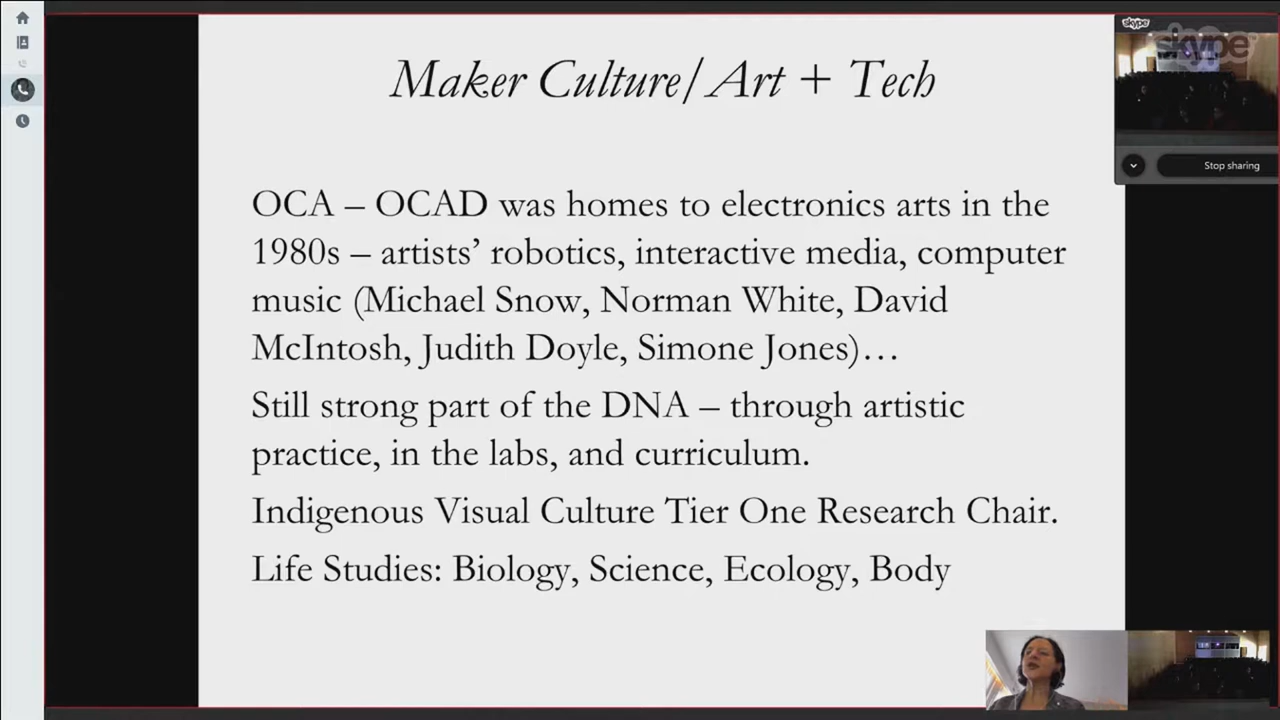 skype
skype
Maker Culture/Art + Tech
Stop sharing
OCA – OCAD was homes to electronics arts in the
1980s – artists’ robotics, interactive media, computer
music (Michael Snow, Norman White, David
McIntosh, Judith Doyle, Simone Jones)…
Still strong part of the DNA – through artistic
practice, in the labs, and curriculum.
Indigenous Visual Culture Tier One Research Chair.
Life Studies: Biology, Science, Ecology, Body